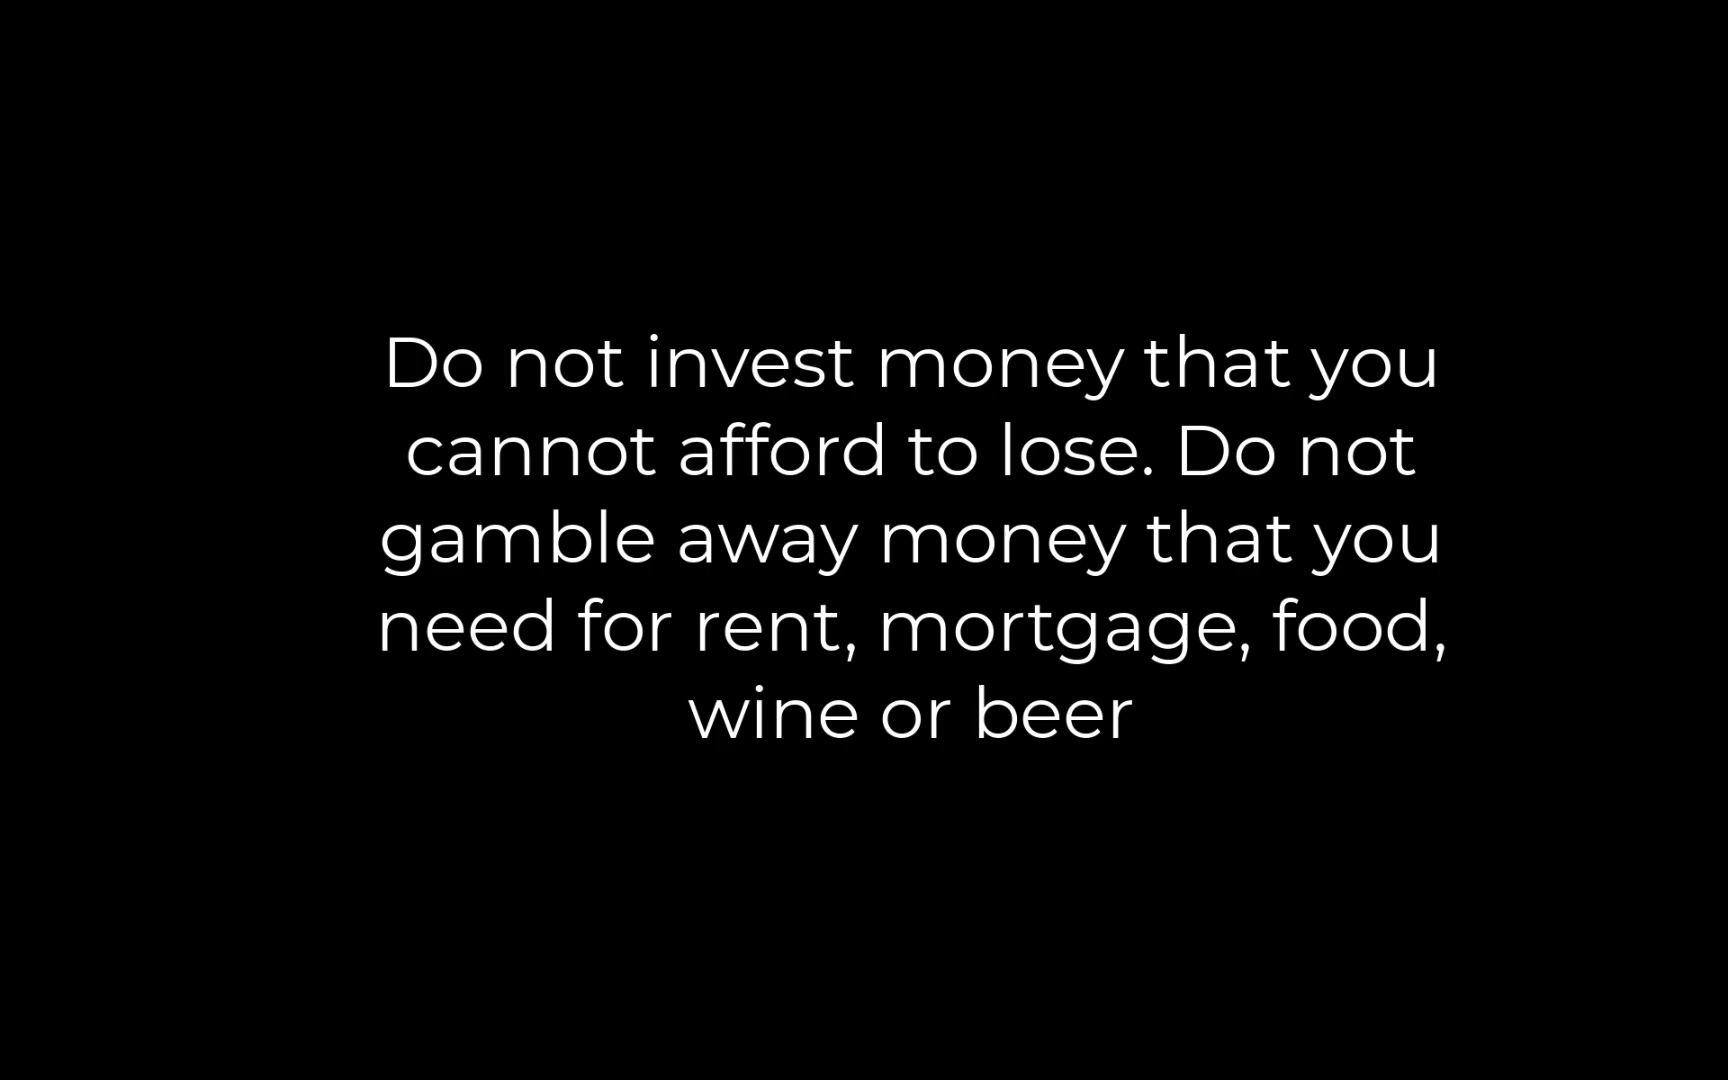 Do not invest money that you
cannot afford to lose. Do not
gamble away money that you
need for rent, mortgage, food,
wine or beer